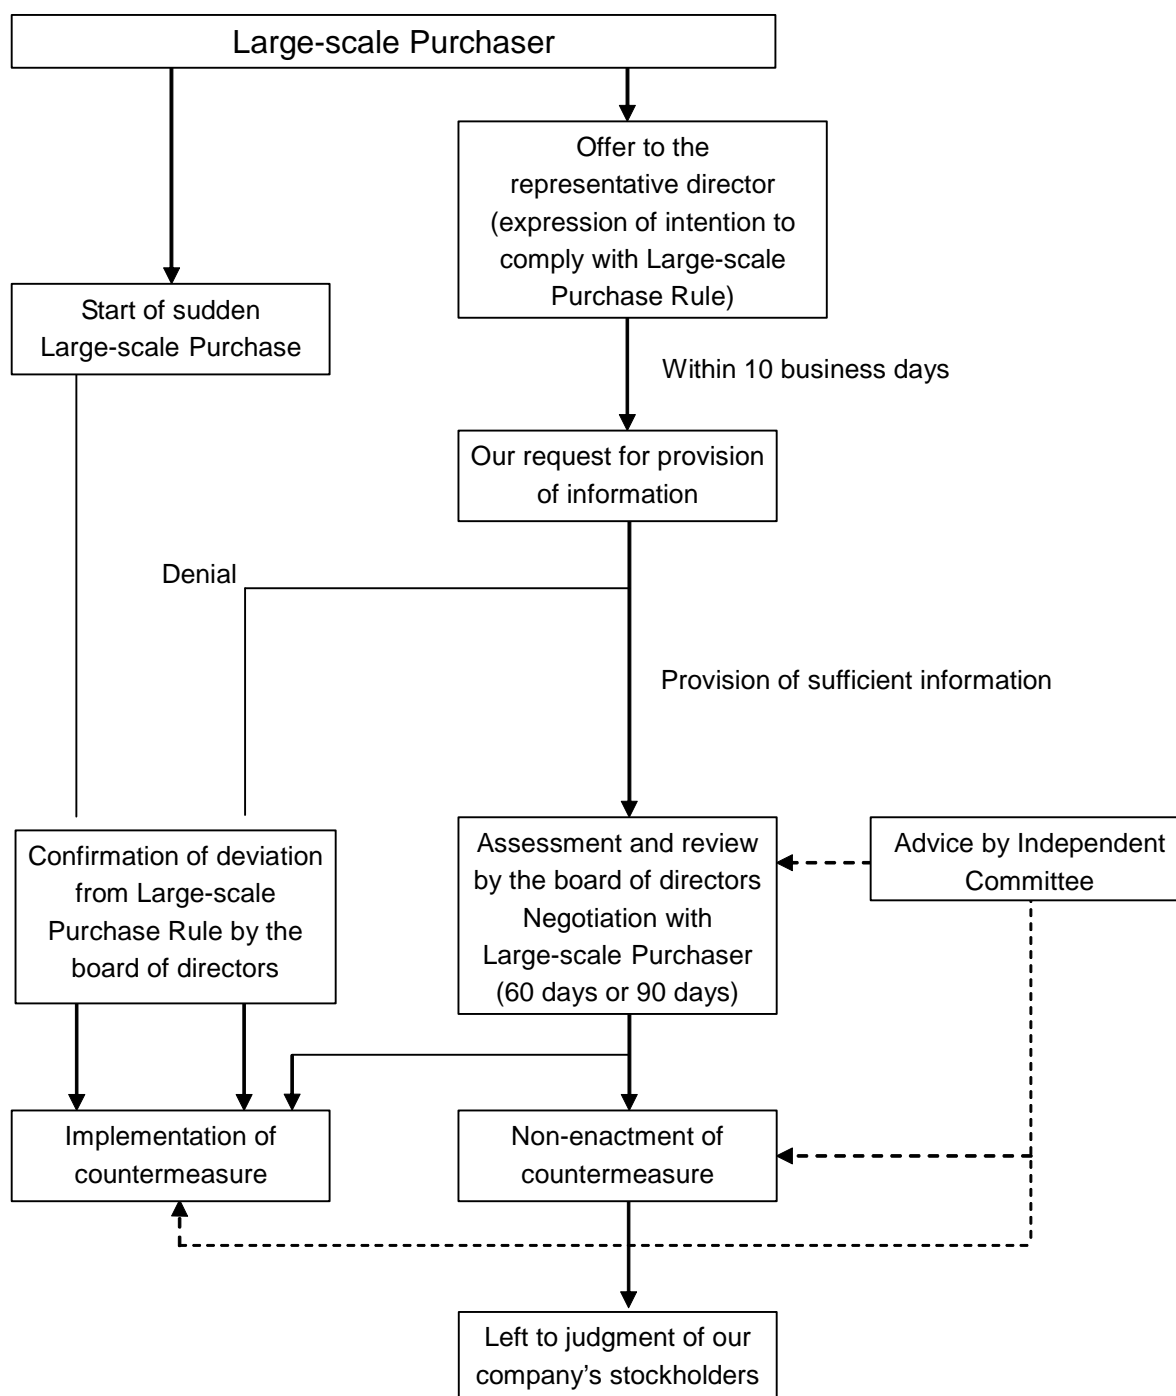 Large-scale Purchaser
Offer to the
representative director
(expression of intention to
comply with Large-scale
Purchase Rule)
Start of sudden
Large-scale Purchase
Within 10 business days
Our request for provision
of information
Denial
Provision of sufficient information
Confirmation of deviation
from Large-scale
Purchase Rule by the
board of directors
Assessment and review
by the board of directors
Negotiation with
Large-scale Purchaser
(60 days or 90 days)
Advice by Independent
Committee
Implementation of
countermeasure
Non-enactment of
countermeasure
Left to judgment of our
company’s stockholders